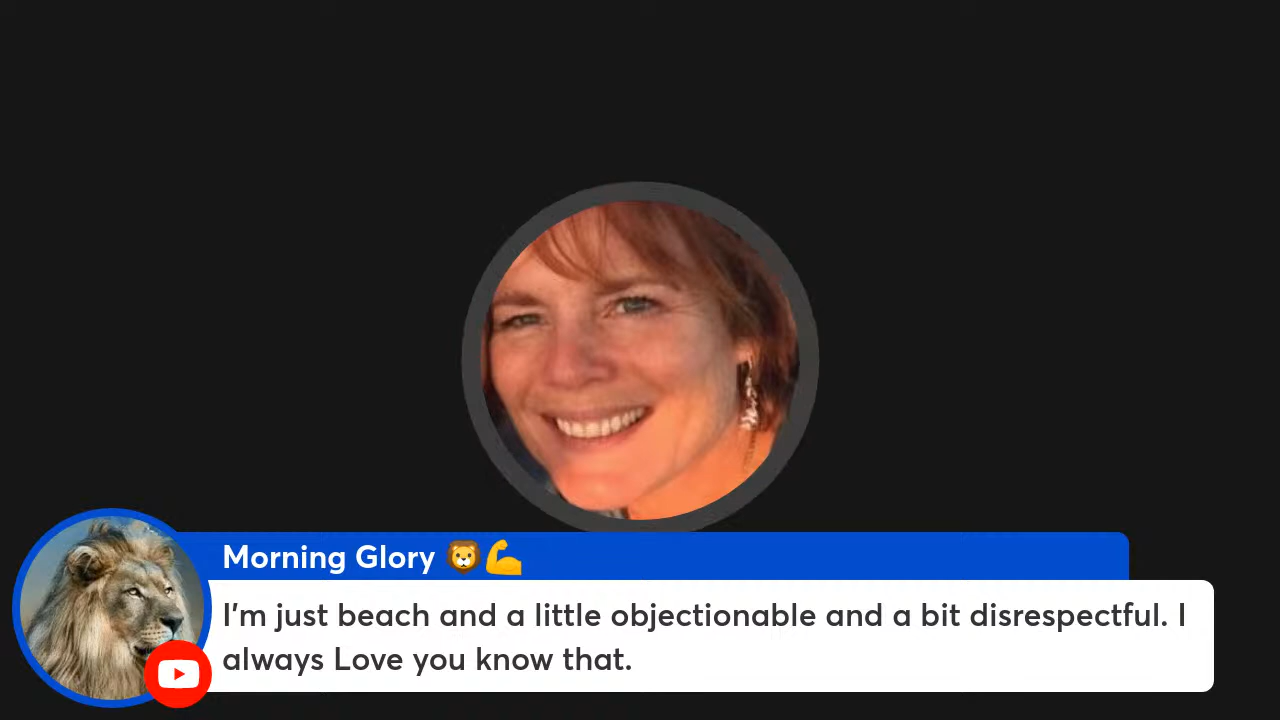 Morning Glory 🦁💪
I'm just beach and a little objectionable and a bit disrespectful. I
always Love you know that.